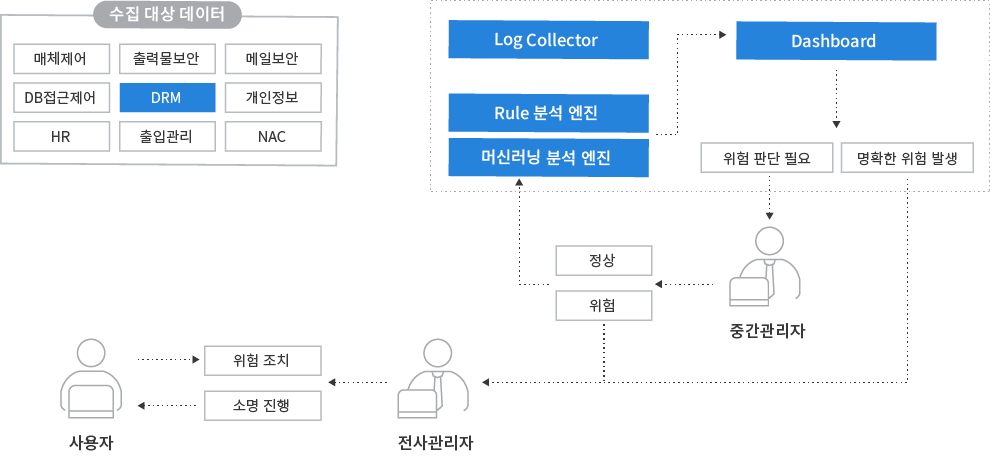 수집 대상 데이터
매체제어
출력물보안
메일보안
DB접근제어
DRM
개인정보
HR
출입관리
NAC
Log Collector
Rule 분석 엔진
머신러닝 분석 엔진
Dashboard
위험 판단 필요
명확한 위험 발생
정상
위험
중간관리자
위험 조치
소명 진행
사용자
전사관리자